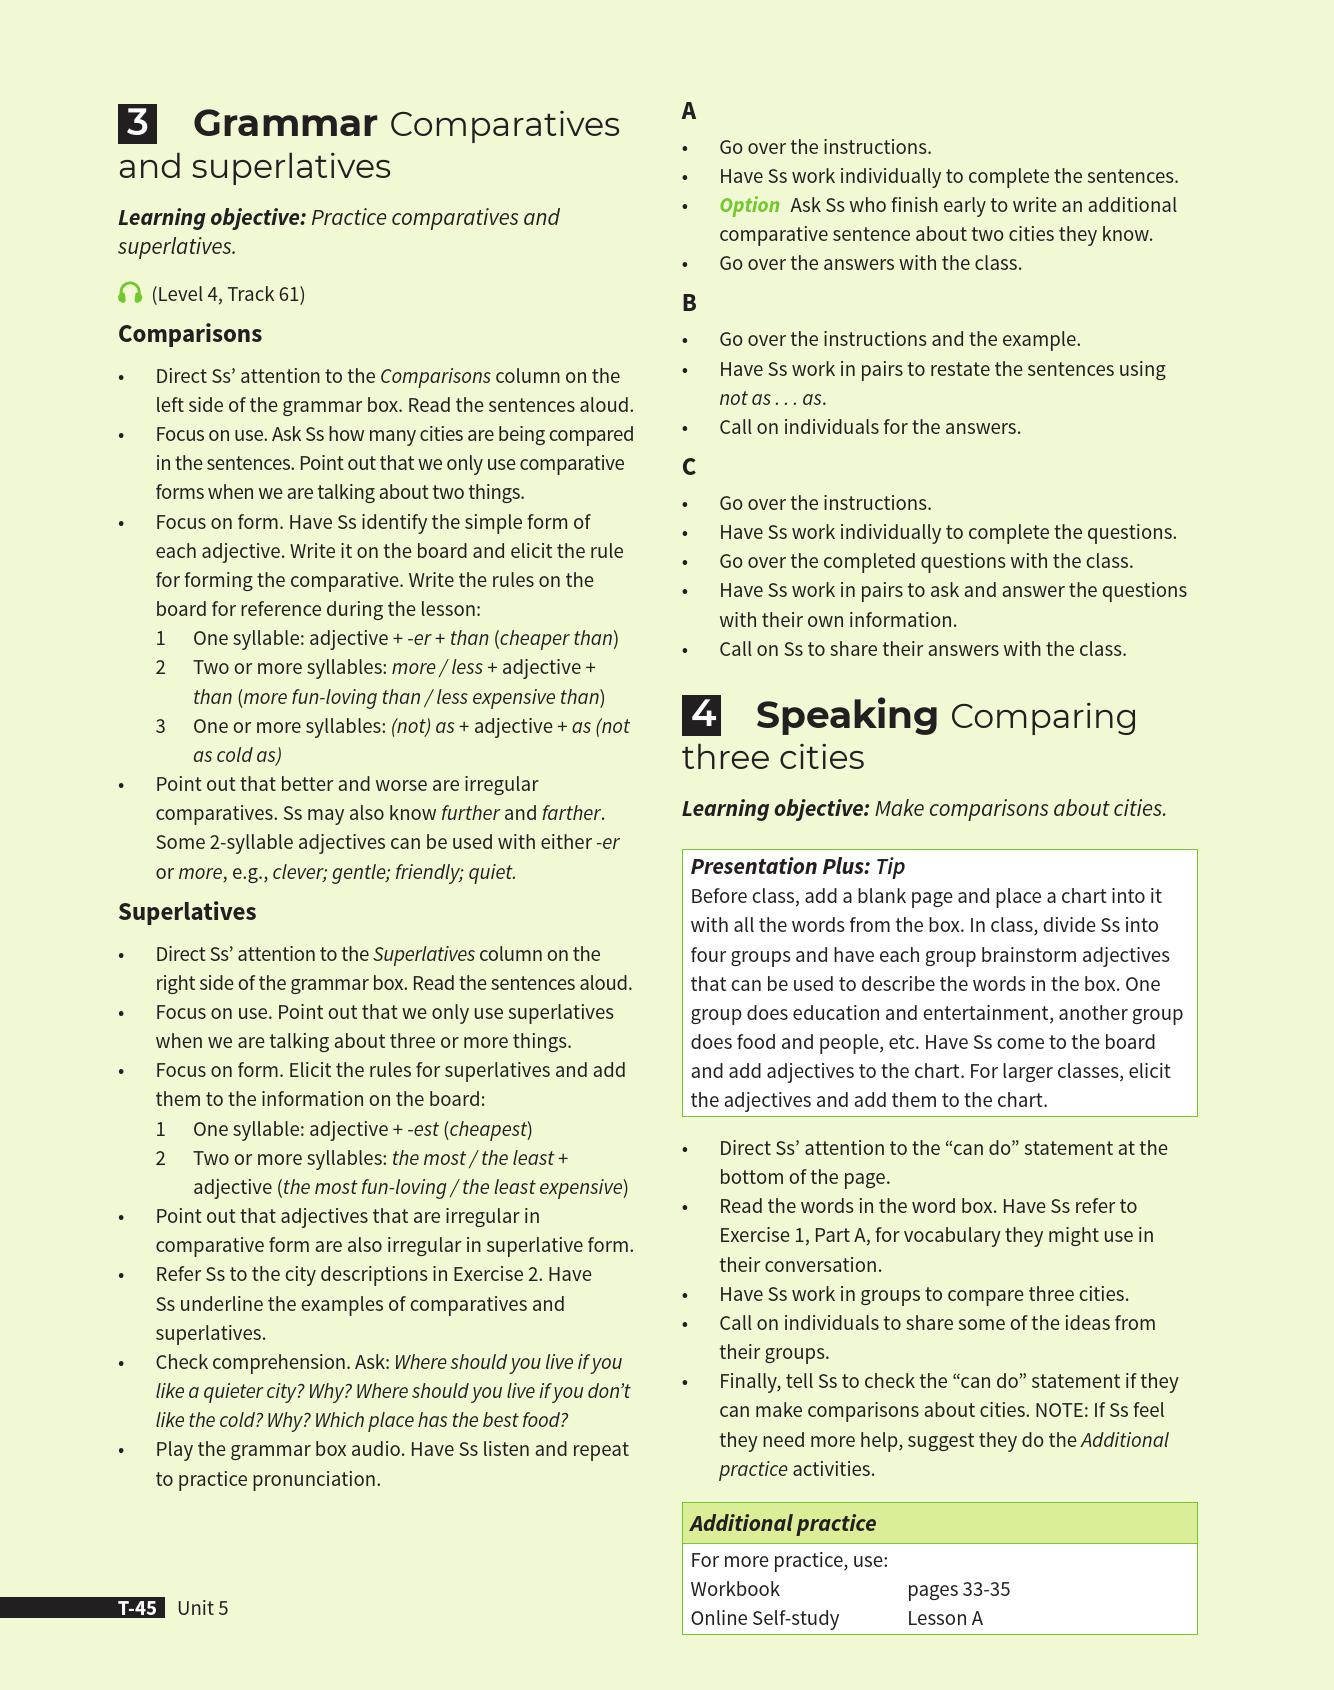 3 Grammar Comparatives
and superlatives
Learning objective: Practice comparatives and
superlatives.
(Level 4, Track 61)
Comparisons
• Direct Ss’ attention to the Comparisons column on the
left side of the grammar box. Read the sentences aloud.
• Focus on use. Ask Ss how many cities are being compared
in the sentences. Point out that we only use comparative
forms when we are talking about two things.
• Focus on form. Have Ss identify the simple form of
each adjective. Write it on the board and elicit the rule
for forming the comparative. Write the rules on the
board for reference during the lesson:
1 One syllable: adjective + -er + than (cheaper than)
2 Two or more syllables: more / less + adjective +
than (more fun-loving than / less expensive than)
3 One or more syllables: (not) as + adjective + as (not
as cold as)
• Point out that better and worse are irregular
comparatives. Ss may also know further and farther.
Some 2-syllable adjectives can be used with either -er
or more, e.g., clever; gentle; friendly; quiet.
Superlatives
• Direct Ss’ attention to the Superlatives column on the
right side of the grammar box. Read the sentences aloud.
• Focus on use. Point out that we only use superlatives
when we are talking about three or more things.
• Focus on form. Elicit the rules for superlatives and add
them to the information on the board:
1 One syllable: adjective + -est (cheapest)
2 Two or more syllables: the most / the least +
adjective (the most fun-loving / the least expensive)
• Point out that adjectives that are irregular in
comparative form are also irregular in superlative form.
• Refer Ss to the city descriptions in Exercise 2. Have
Ss underline the examples of comparatives and
superlatives.
• Check comprehension. Ask: Where should you live if you
like a quieter city? Why? Where should you live if you don’t
like the cold? Why? Which place has the best food?
• Play the grammar box audio. Have Ss listen and repeat
to practice pronunciation.
A
• Go over the instructions.
• Have Ss work individually to complete the sentences.
• Option Ask Ss who finish early to write an additional
comparative sentence about two cities they know.
• Go over the answers with the class.
B
• Go over the instructions and the example.
• Have Ss work in pairs to restate the sentences using
not as . . . as.
• Call on individuals for the answers.
C
• Go over the instructions.
• Have Ss work individually to complete the questions.
• Go over the completed questions with the class.
• Have Ss work in pairs to ask and answer the questions
with their own information.
• Call on Ss to share their answers with the class.
4 Speaking Comparing
three cities
Learning objective: Make comparisons about cities.
Presentation Plus: Tip
Before class, add a blank page and place a chart into it
with all the words from the box. In class, divide Ss into
four groups and have each group brainstorm adjectives
that can be used to describe the words in the box. One
group does education and entertainment, another group
does food and people, etc. Have Ss come to the board
and add adjectives to the chart. For larger classes, elicit
the adjectives and add them to the chart.
• Direct Ss’ attention to the “can do” statement at the
bottom of the page.
• Read the words in the word box. Have Ss refer to
Exercise 1, Part A, for vocabulary they might use in
their conversation.
• Have Ss work in groups to compare three cities.
• Call on individuals to share some of the ideas from
their groups.
• Finally, tell Ss to check the “can do” statement if they
can make comparisons about cities. NOTE: If Ss feel
they need more help, suggest they do the Additional
practice activities.
Additional practice
For more practice, use:
Workbook pages 33-35
Online Self-study Lesson A
T-45 Unit 5